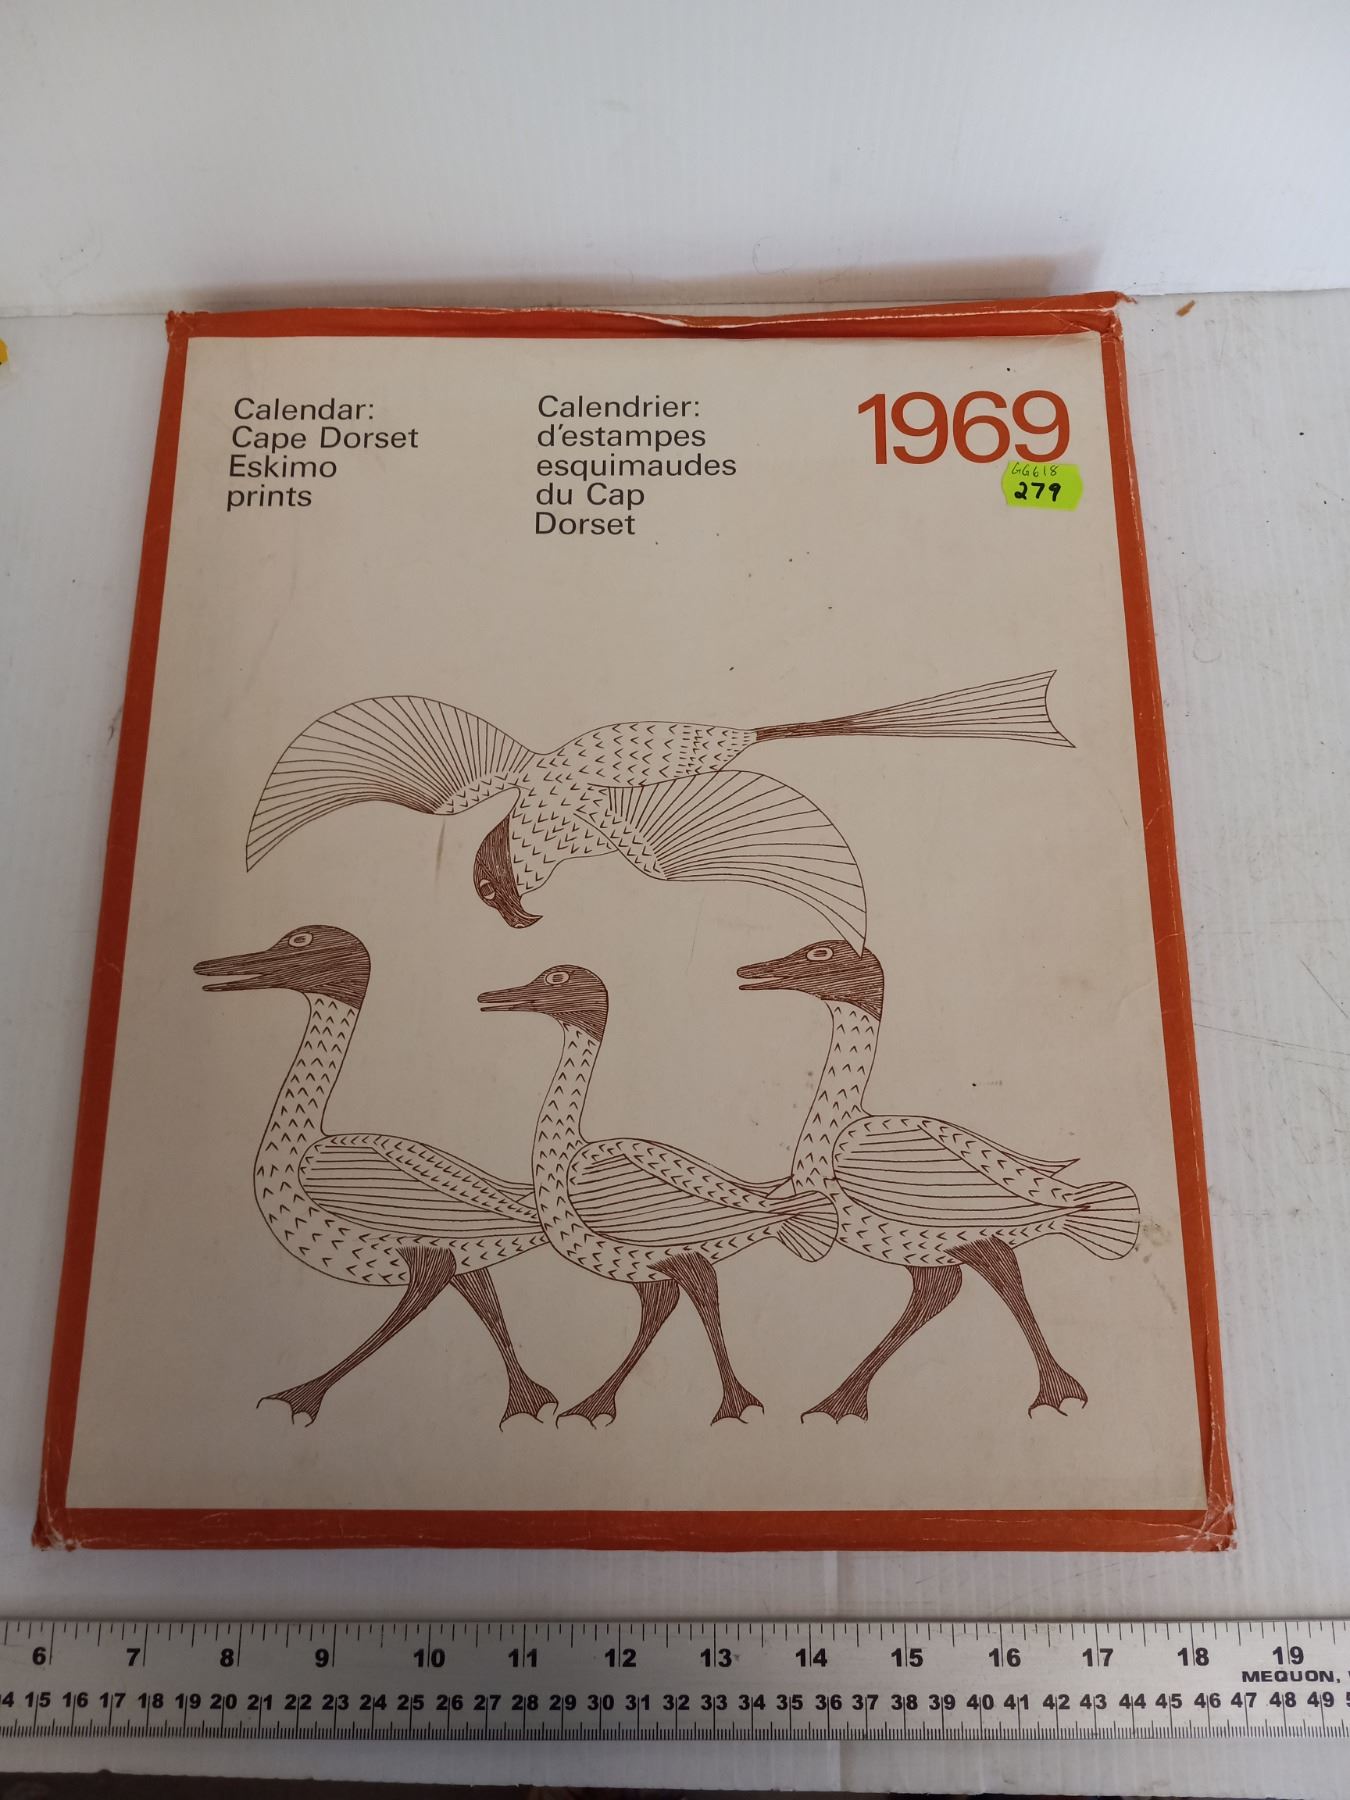 Calendar:
Cape Dorset
Eskimo
prints
Calendrier:
d'estampes
esquimaudes
du Cap
Dorset
1969
GG618
279
6 7 8 9 10 11 12 13 14 15 16 17 18 19
MEQUON,
4 15 16 17 18 19 20 21 22 23 24 25 26 27 28 29 30 31 32 33 34 35 36 37 38 39 40 41 42 43 44 45 46 47 48 49 5